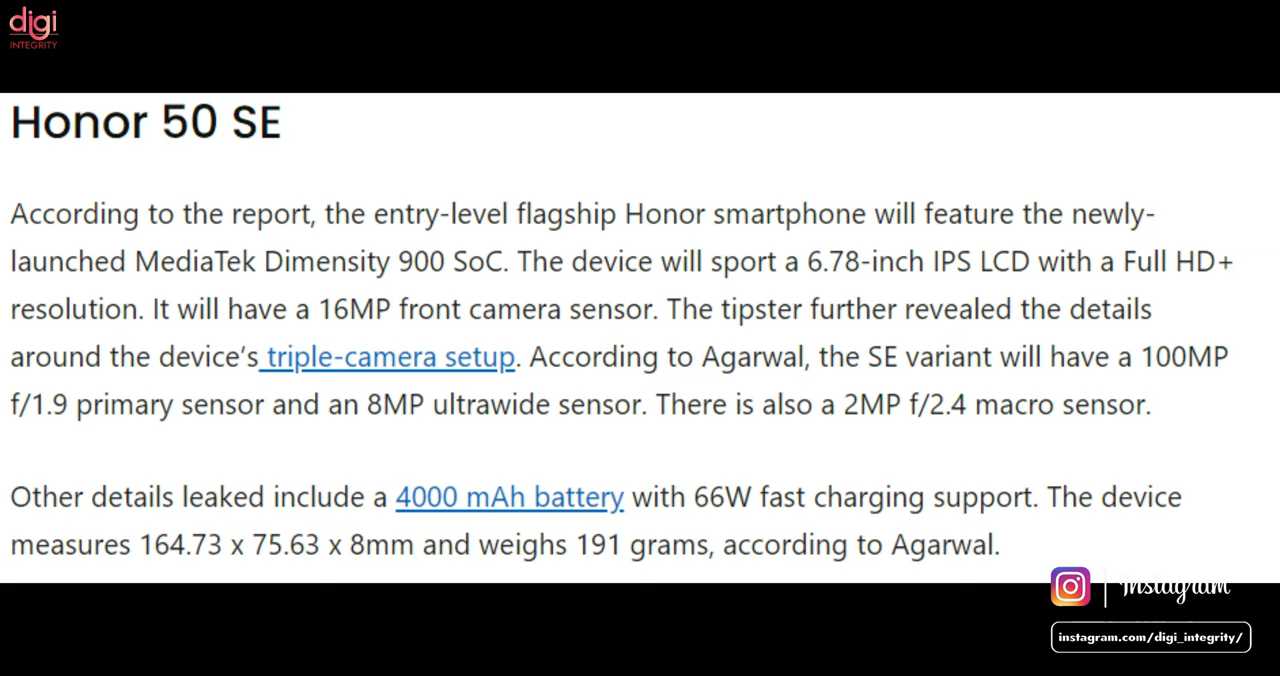 digi
INTEGRITY
Honor 50 SE
According to the report, the entry-level flagship Honor smartphone will feature the newly-
launched MediaTek Dimensity 900 SoC. The device will sport a 6.78-inch IPS LCD with a Full HD+
resolution. It will have a 16MP front camera sensor. The tipster further revealed the details
around the device’s triple-camera setup. According to Agarwal, the SE variant will have a 100MP
f/1.9 primary sensor and an 8MP ultrawide sensor. There is also a 2MP f/2.4 macro sensor.
Other details leaked include a 4000 mAh battery with 66W fast charging support. The device
measures 164.73 x 75.63 x 8mm and weighs 191 grams, according to Agarwal.
Instagram
instagram.com/digi_integrity/